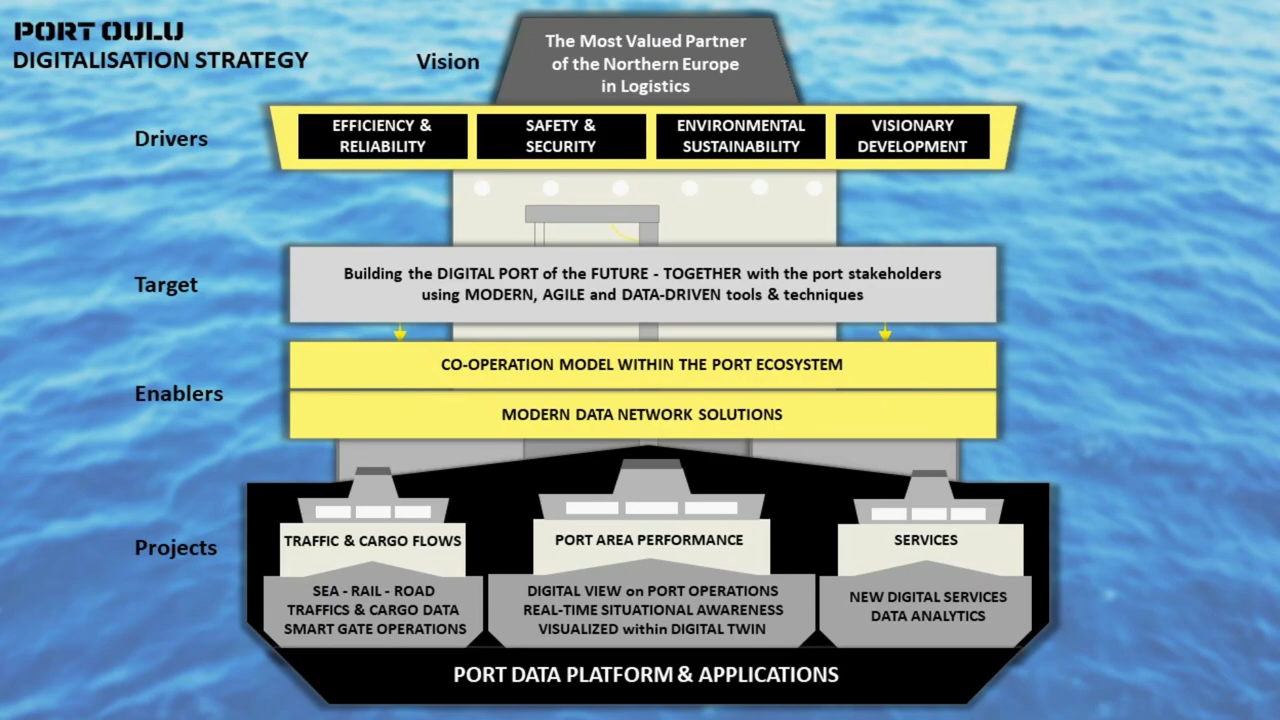 PORT OULU
DIGITALISATION STRATEGY
Vision
The Most Valued Partner
of the Northern Europe
in Logistics
Drivers
EFFICIENCY &
RELIABILITY
SAFETY &
SECURITY
ENVIRONMENTAL
SUSTAINABILITY
VISIONARY
DEVELOPMENT
Target
Building the DIGITAL PORT of the FUTURE - TOGETHER with the port stakeholders
using MODERN, AGILE and DATA-DRIVEN tools & techniques
Enablers
CO-OPERATION MODEL WITHIN THE PORT ECOSYSTEM
MODERN DATA NETWORK SOLUTIONS
Projects
TRAFFIC & CARGO FLOWS
SEA - RAIL - ROAD
TRAFFICS & CARGO DATA
SMART GATE OPERATIONS
PORT AREA PERFORMANCE
DIGITAL VIEW on PORT OPERATIONS
REAL-TIME SITUATIONAL AWARENESS
VISUALIZED within DIGITAL TWIN
SERVICES
NEW DIGITAL SERVICES
DATA ANALYTICS
PORT DATA PLATFORM & APPLICATIONS